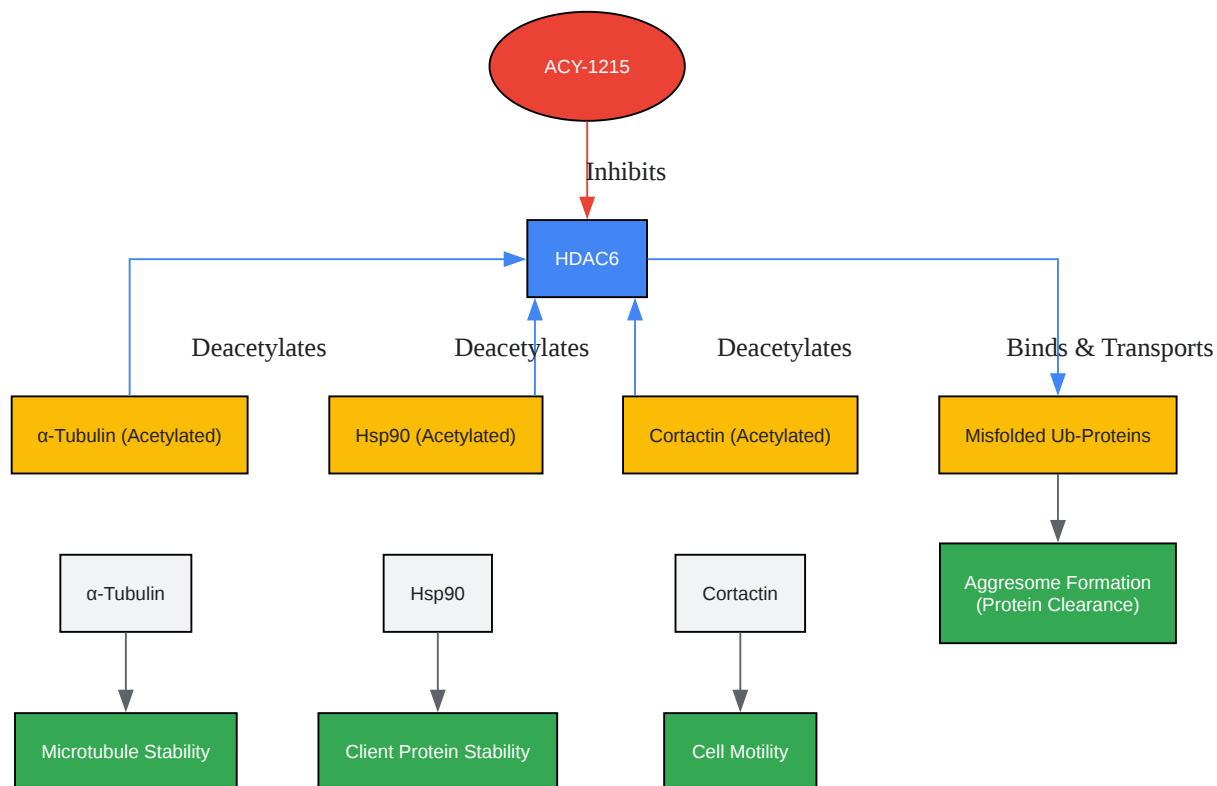 ACY-1215
Inhibits
HDAC6
Deacetylates
Deacetylates
Deacetylates
Binds & Transports
α-Tubulin (Acetylated)
Hsp90 (Acetylated)
Cortactin (Acetylated)
Misfolded Ub-Proteins
α-Tubulin
Hsp90
Cortactin
Aggresome Formation
(Protein Clearance)
Microtubule Stability
Client Protein Stability
Cell Motility